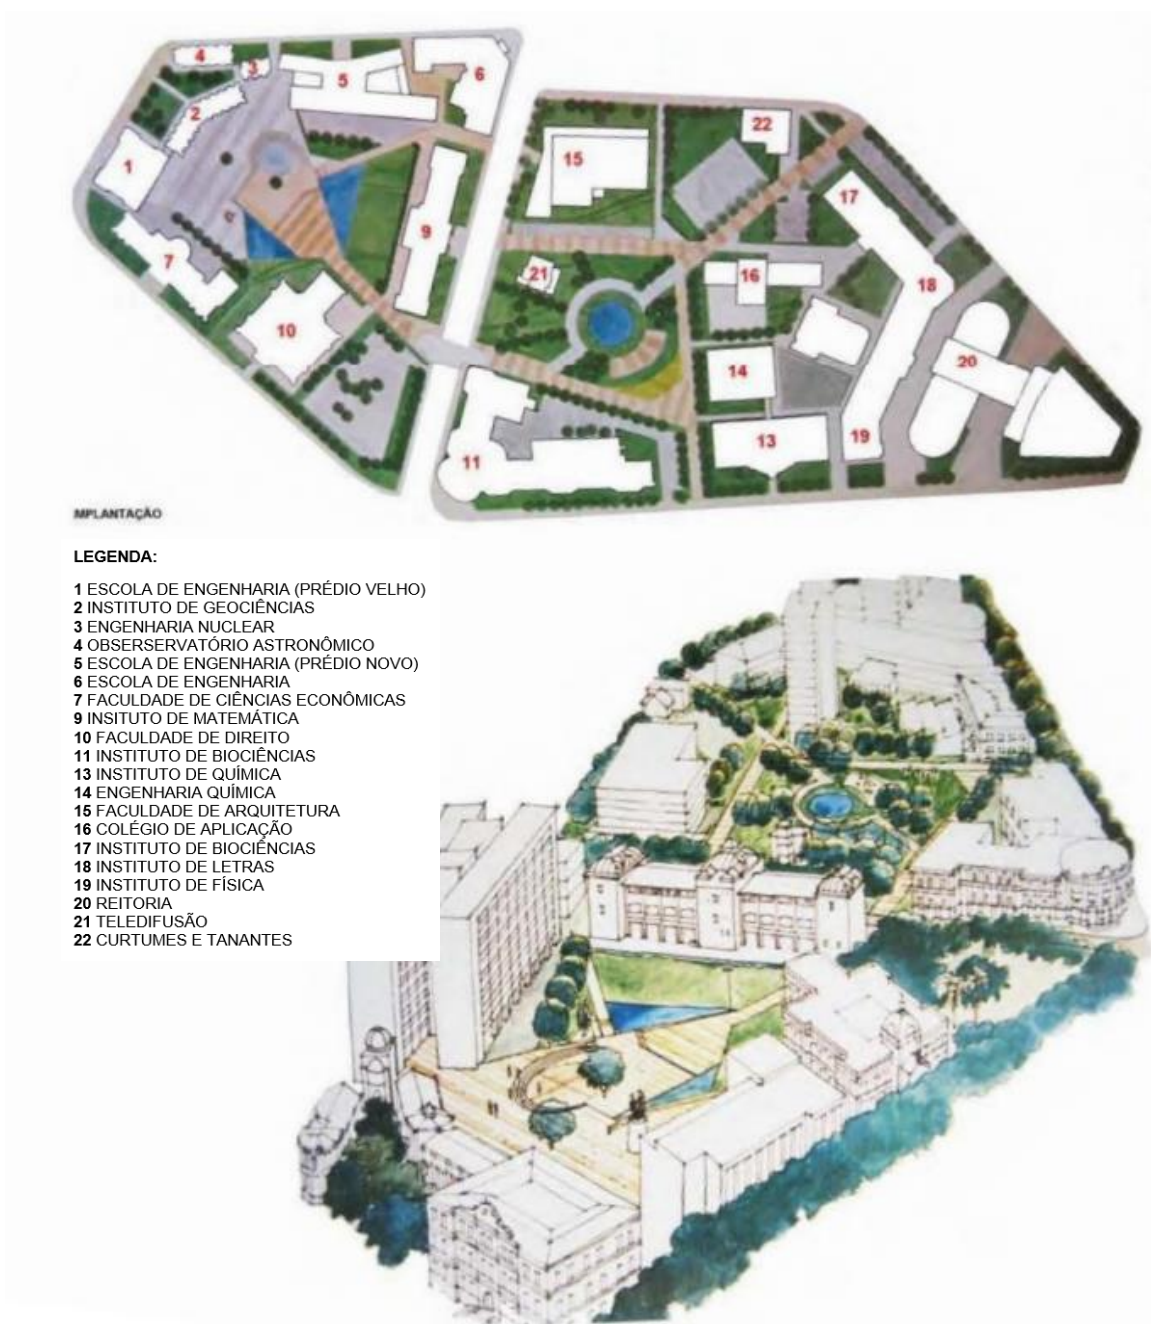 4
3
5
6
2
1
7
9
10
15
22
17
21
16
18
20
14
13
19
11
MPLANTAÇÃO
LEGENDA:
1 ESCOLA DE ENGENHARIA (PRÉDIO VELHO)
2 INSTITUTO DE GEOCIÊNCIAS
3 ENGENHARIA NUCLEAR
4 OBSERSERVATÓRIO ASTRONÔMICO
5 ESCOLA DE ENGENHARIA (PRÉDIO NOVO)
6 ESCOLA DE ENGENHARIA
7 FACULDADE DE CIÊNCIAS ECONÔMICAS
9 INSITUTO DE MATEMÁTICA
10 FACULDADE DE DIREITO
11 INSTITUTO DE BIOCIÊNCIAS
13 INSTITUTO DE QUÍMICA
14 ENGENHARIA QUÍMICA
15 FACULDADE DE ARQUITETURA
16 COLÉGIO DE APLICAÇÃO
17 INSTITUTO DE BIOCIÊNCIAS
18 INSTITUTO DE LETRAS
19 INSTITUTO DE FÍSICA
20 REITORIA
21 TELEDIFUSÃO
22 CURTUMES E TANANTES